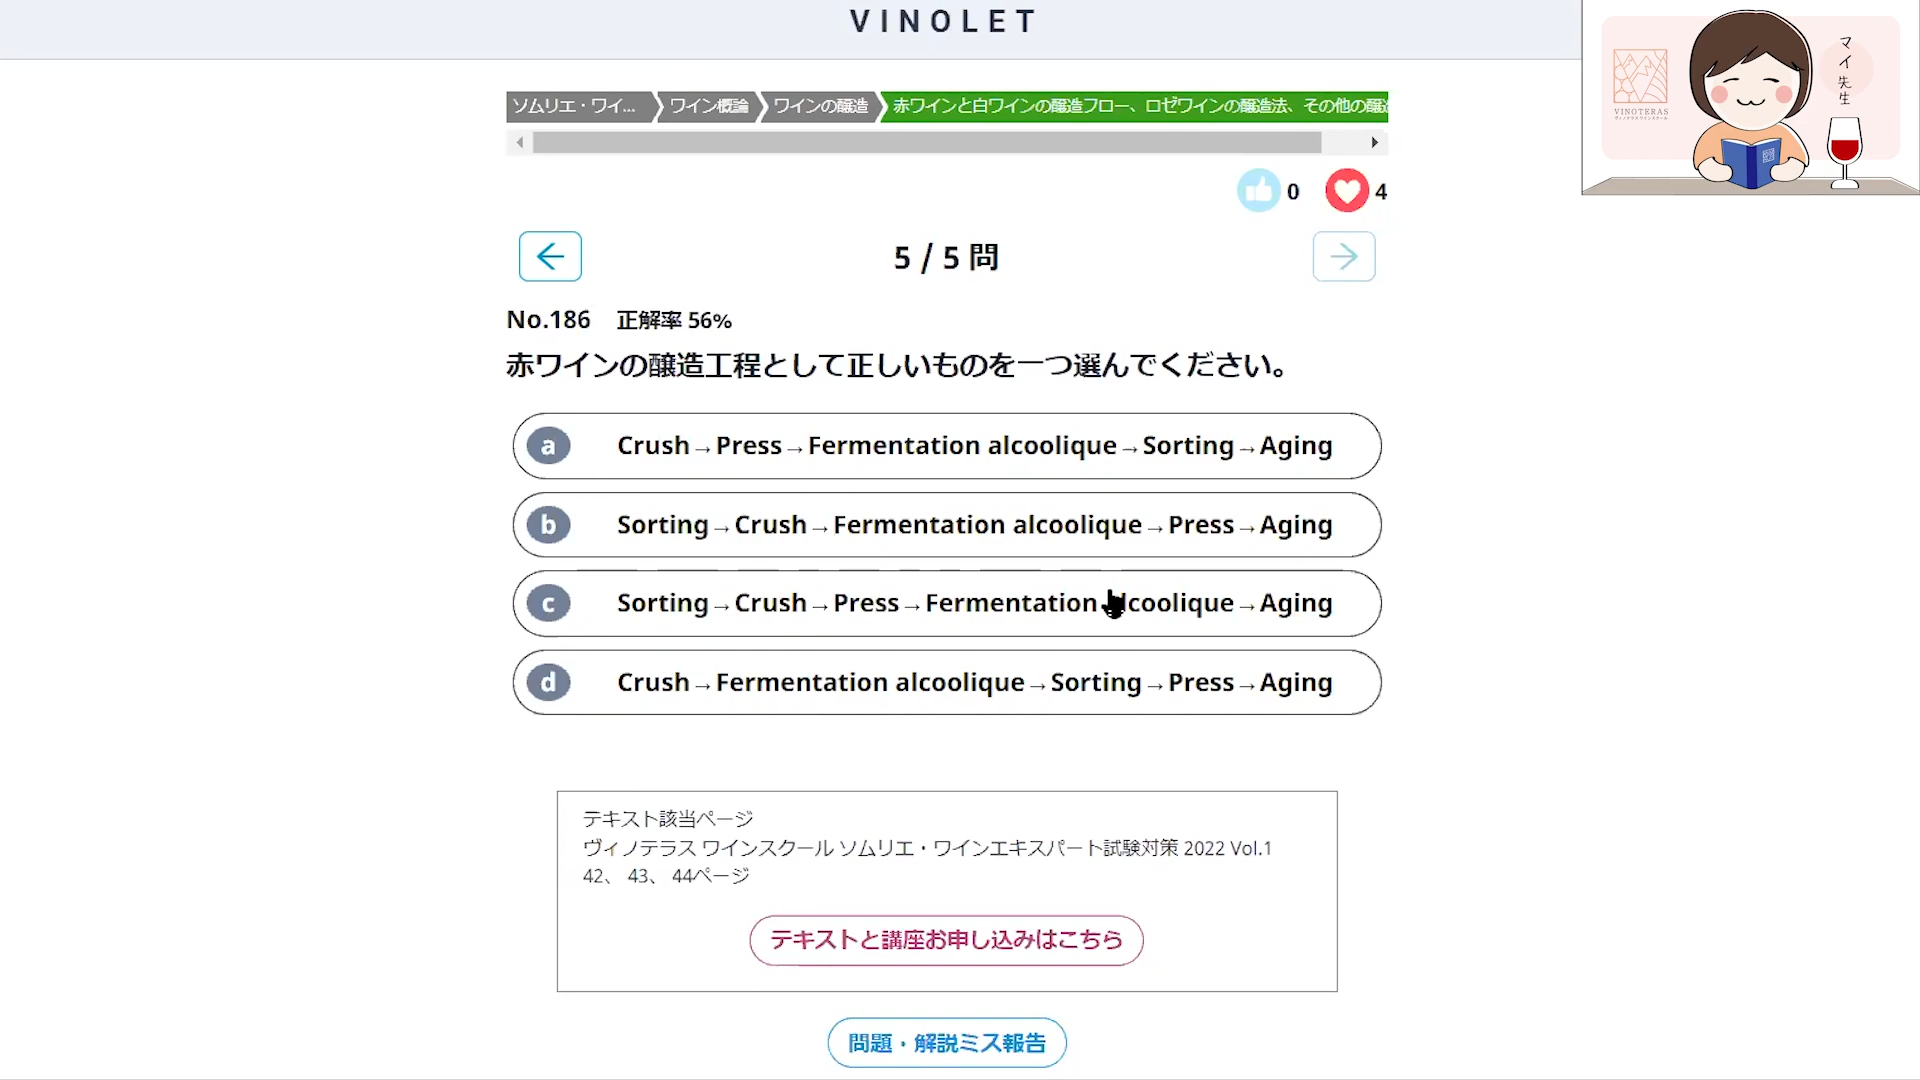 VINOLET
マイ先生
VINOTERAS
ソムリエ・ワイ... ワイン概論 ワインの醸造 赤ワインと白ワインの醸造フロー、ロゼワインの醸造法、その他の醸造
0 4
5 / 5 問
No.186 正解率 56%
赤ワインの醸造工程として正しいものを一つ選んでください。
a Crush→Press→Fermentation alcoolique→Sorting→Aging
b Sorting→Crush→Fermentation alcoolique→Press→Aging
c Sorting→Crush→Press→Fermentation alcoolique→Aging
d Crush→Fermentation alcoolique→Sorting→Press→Aging
テキスト該当ページ
ヴィノテラス ワインスクール ソムリエ・ワインエキスパート試験対策 2022 Vol.1
42、 43、 44ページ
テキストと講座お申し込みはこちら
問題・解説ミス報告